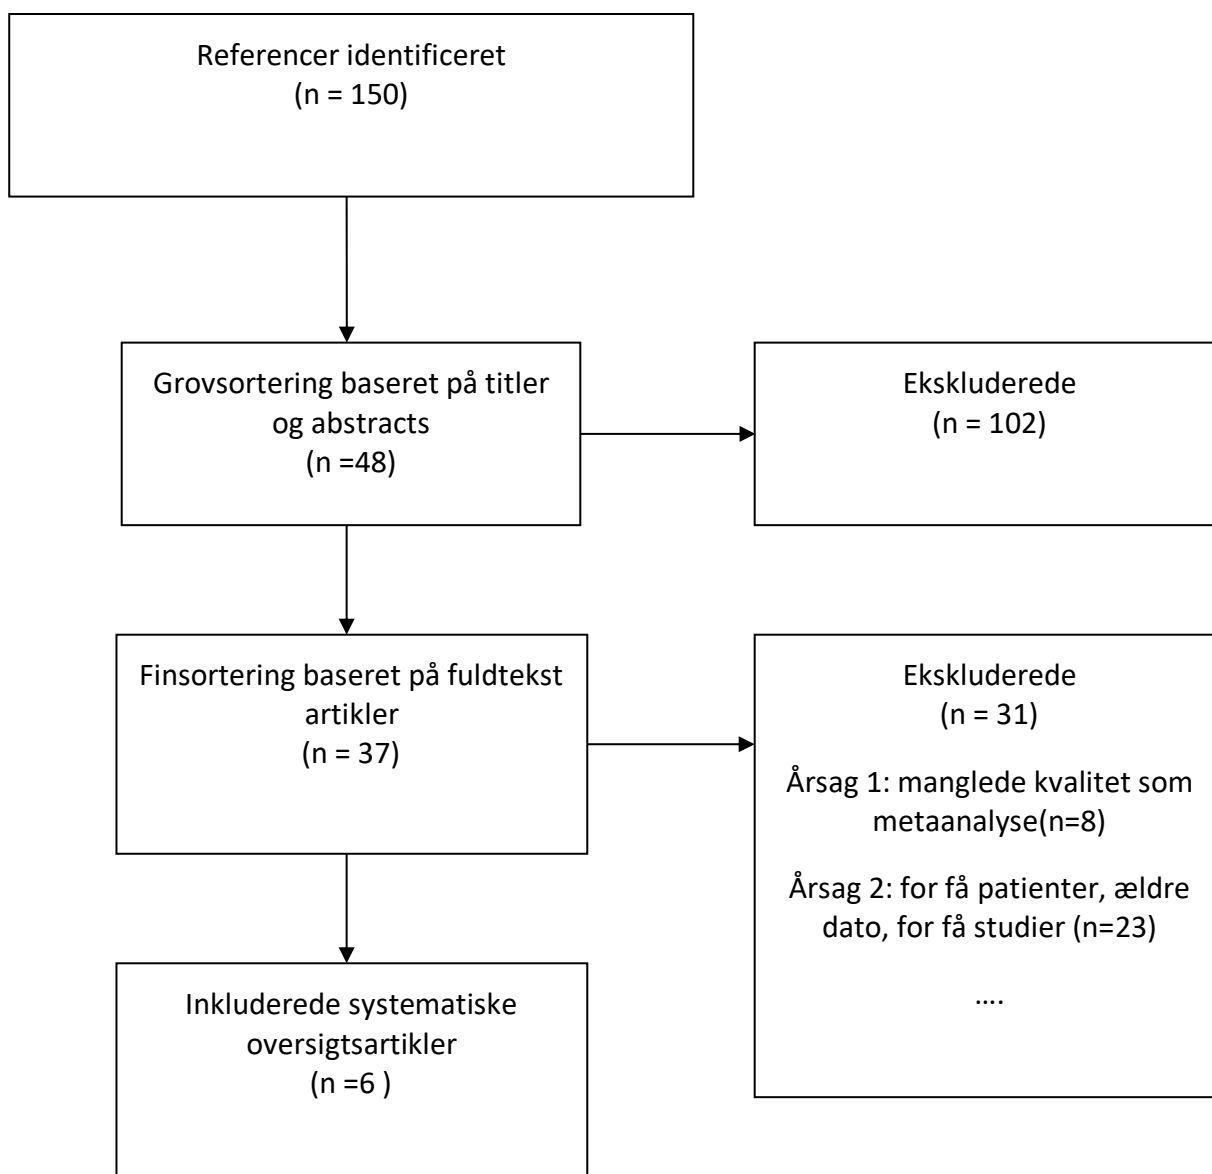 Referencer identificeret
(n = 150)
Grovsortering baseret på titler
og abstracts
(n =48)
Ekskluderede
(n = 102)
Finsortering baseret på fuldtekst
artikler
(n = 37)
Ekskluderede
(n = 31)
Årsag 1: manglede kvalitet som
metaanalyse(n=8)
Årsag 2: for få patienter, ældre
dato, for få studier (n=23)
....
Inkluderede systematiske
oversigtsartikler
(n =6 )